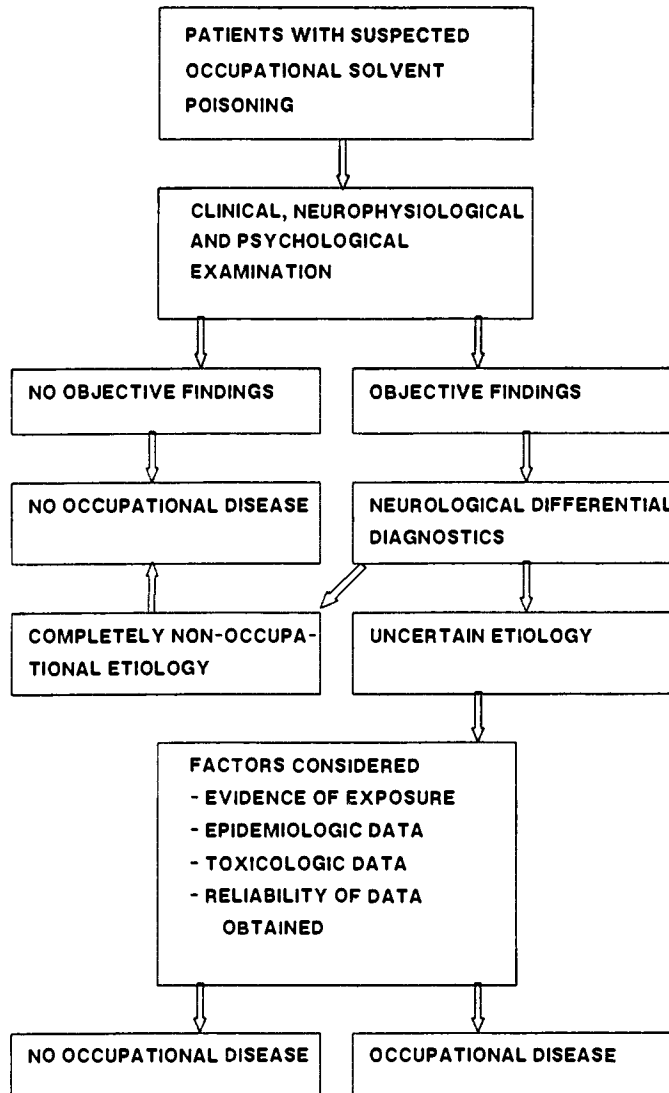 PATIENTS WITH SUSPECTED
OCCUPATIONAL SOLVENT
POISONING
CLINICAL, NEUROPHYSIOLOGICAL
AND PSYCHOLOGICAL
EXAMINATION
NO OBJECTIVE FINDINGS
OBJECTIVE FINDINGS
NO OCCUPATIONAL DISEASE
NEUROLOGICAL DIFFERENTIAL
DIAGNOSTICS
COMPLETELY NON-OCCUPA-
TIONAL ETIOLOGY
UNCERTAIN ETIOLOGY
FACTORS CONSIDERED
- EVIDENCE OF EXPOSURE
- EPIDEMIOLOGIC DATA
- TOXICOLOGIC DATA
- RELIABILITY OF DATA
OBTAINED
NO OCCUPATIONAL DISEASE
OCCUPATIONAL DISEASE